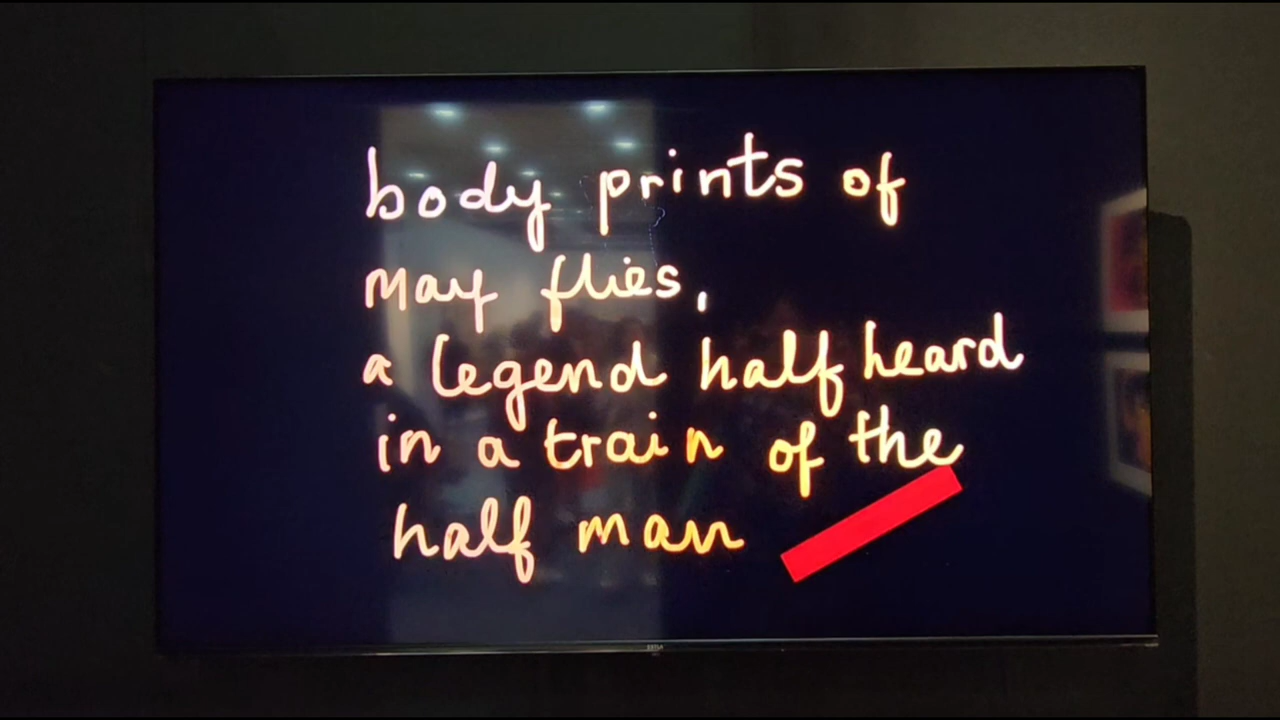 body prints of
may flies,
a legend half heard
in a train of the
half man